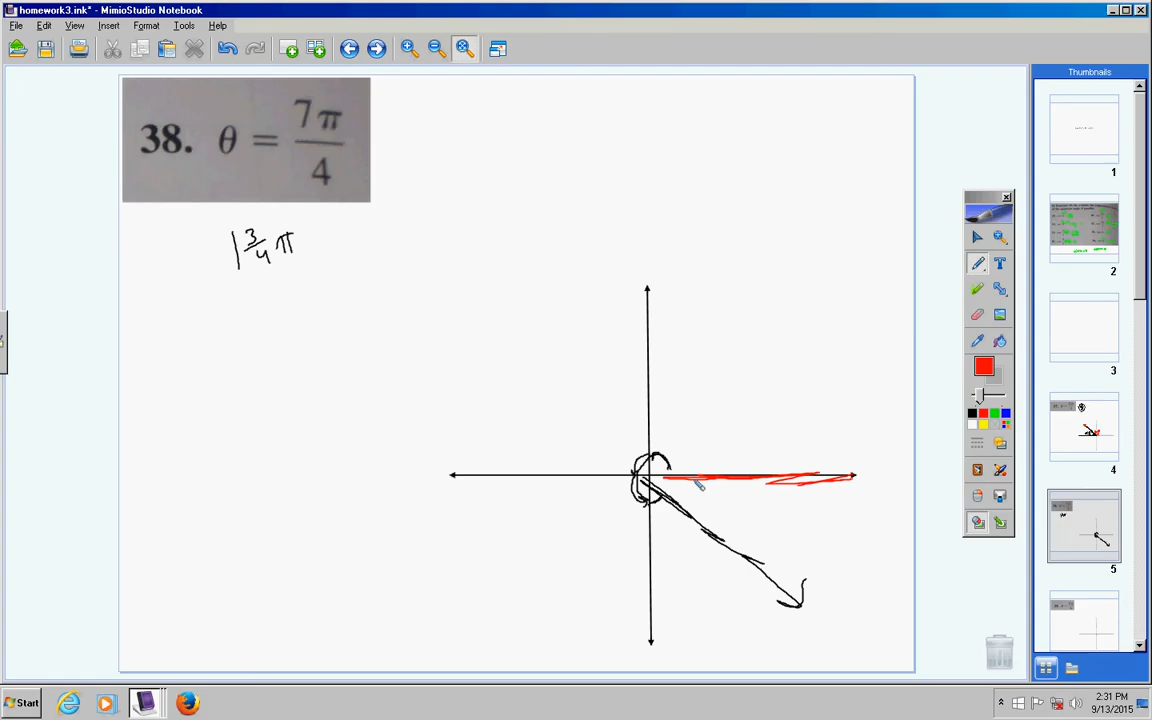 homework3.ink* - MimioStudio Notebook
File Edit View Insert Format Tools Help
Thumbnails
38. θ = 7π/4
1 3/4 π
1
2
3
4
5
Start
2:31 PM
9/13/2015